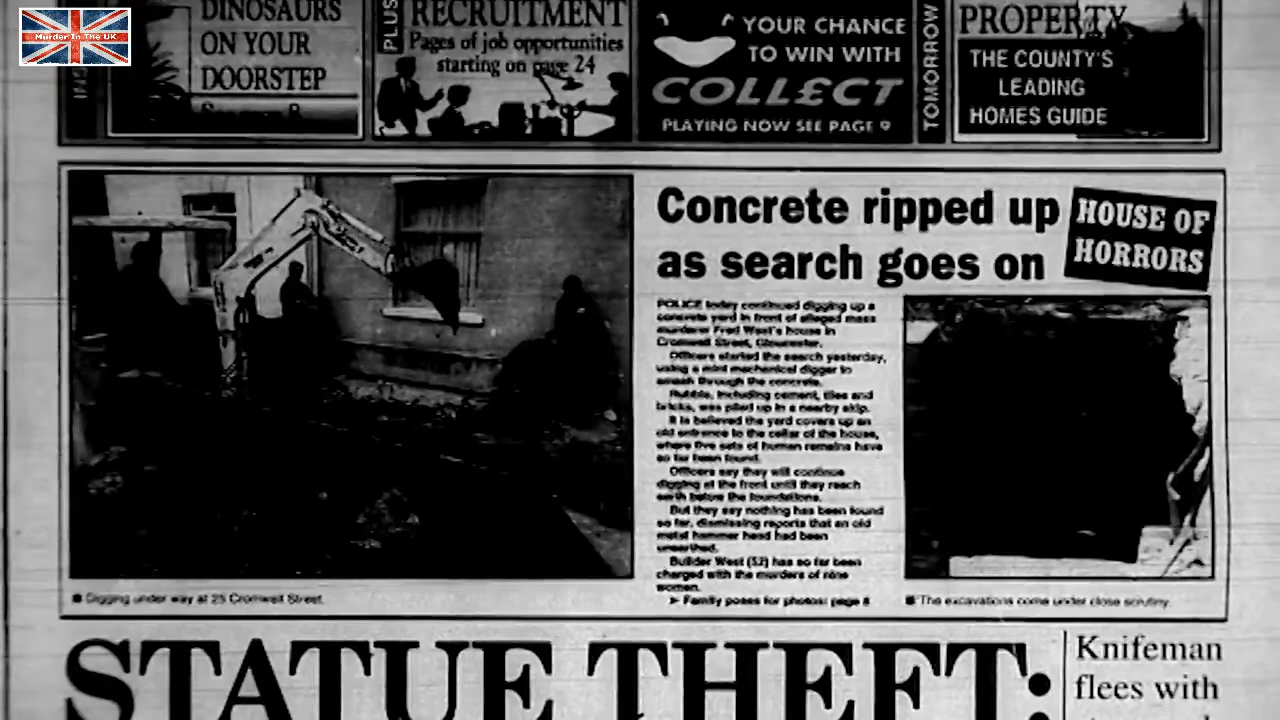 Murder In The UK
DINOSAURS
ON YOUR
DOORSTEP
PLUS
RECRUITMENT
Pages of job opportunities
starting on page 24
YOUR CHANCE
TO WIN WITH
COLL£CT
PLAYING NOW SEE PAGE 9
TOMORROW
PROPERTY
THE COUNTY'S
LEADING
HOMES GUIDE
Concrete ripped up
as search goes on
HOUSE OF
HORRORS
POLICE today continued digging up a
concrete yard in front of alleged mass
murderer Fred West's house in
Cromwell Street, Gloucester.
Officers started the search yesterday,
using a mini mechanical digger to
smash through the concrete.
Rubble, including cement, tiles and
bricks, was piled up in a nearby skip.
It is believed the yard covers up an
old entrance to the cellar of the house,
where five sets of human remains have
so far been found.
Officers say they will continue
digging at the front until they reach
earth below the foundations.
But they say nothing has been found
so far, dismissing reports that an old
metal hammer head had been
unearthed.
Builder West (52) has so far been
charged with the murders of nine
women.
► Family poses for photos: page 8
■ Digging under way at 25 Cromwell Street.
■ The excavations come under close scrutiny.
STATUE THEFT:
Knifeman
flees with